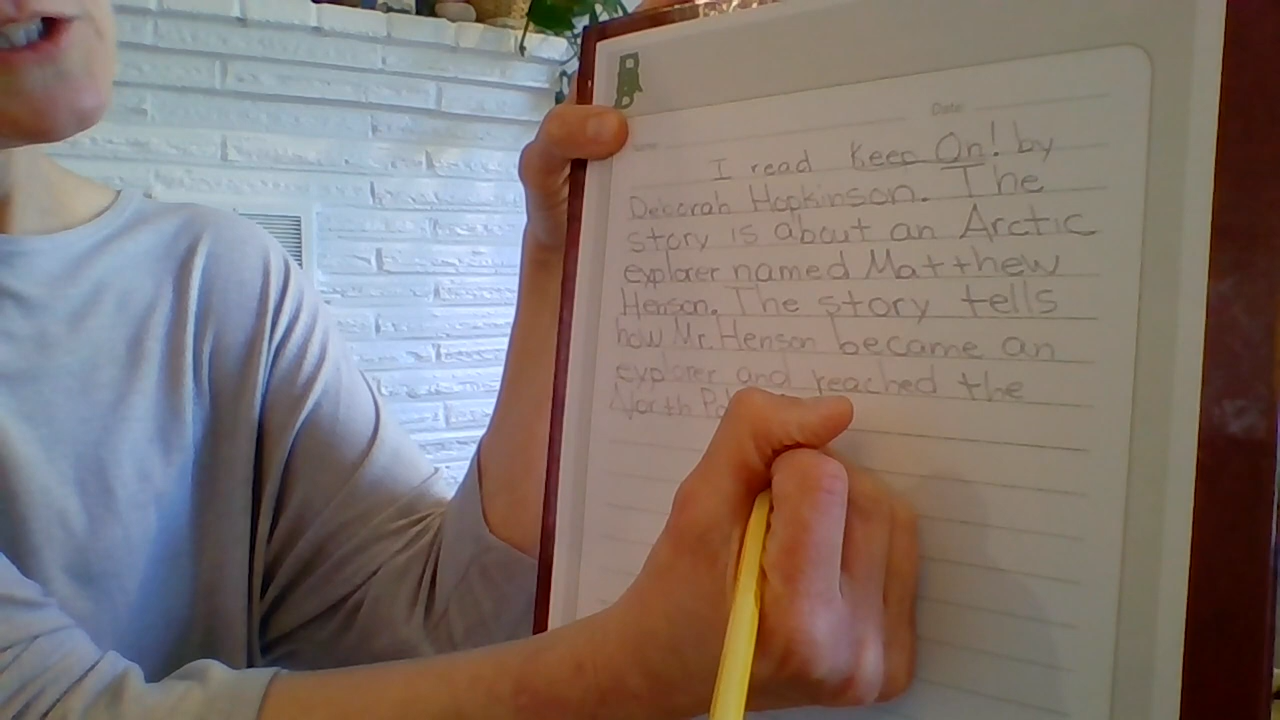 Date
I read Keep On! by
Deborah Hopkinson. The
story is about an Arctic
explorer named Matthew
Henson. The story tells
how Mr. Henson became an
explorer and reached the
North